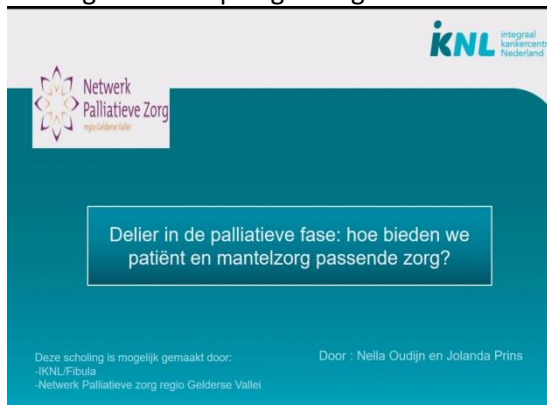 iKNL
integraal
kankercentr
Nederland
Netwerk
Palliatieve Zorg
regio Gelderse Vallei
Delier in de palliatieve fase: hoe bieden we
patiënt en mantelzorg passende zorg?
Deze scholing is mogelijk gemaakt door:
-IKNL/Fibula
-Netwerk Palliatieve zorg regio Gelderse Vallei
Door : Nella Oudijn en Jolanda Prins